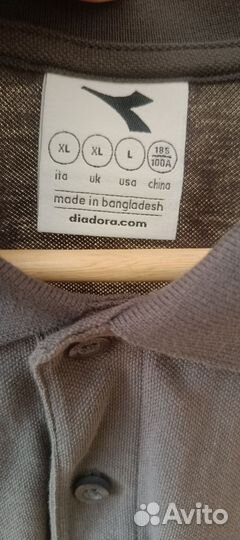 XL XL L 185/100A
ita uk usa china
made in bangladesh
diadora.com
Avito